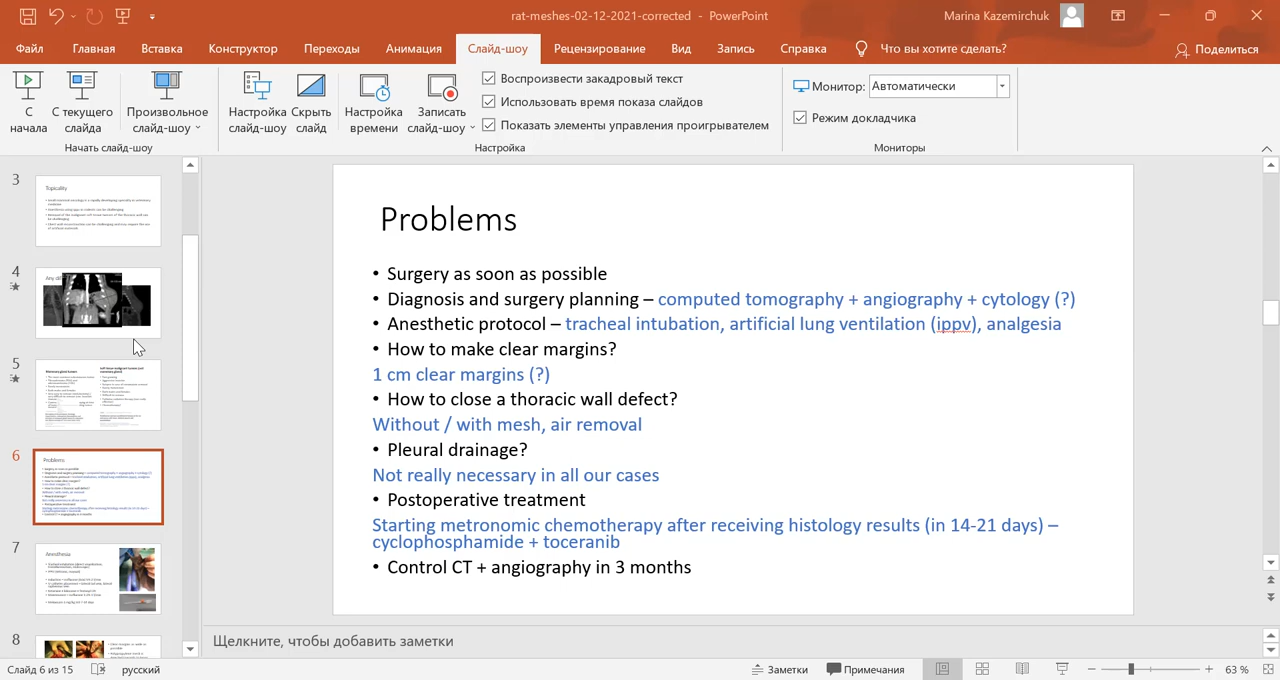 rat-meshes-02-12-2021-corrected - PowerPoint
Marina Kazemirchuk
Файл Главная Вставка Конструктор Переходы Анимация Слайд-шоу Рецензирование Вид Запись Справка Что вы хотите сделать? Поделиться
С начала
С текущего слайда
Произвольное слайд-шоу
Начать слайд-шоу
Настройка слайд-шоу
Скрыть слайд
Настройка времени
Записать слайд-шоу
Воспроизвести закадровый текст
Использовать время показа слайдов
Показать элементы управления проигрывателем
Настройка
Монитор: Автоматически
Режим докладчика
Мониторы
3
Topicality
4
5
6
Problems
7
Anesthesia
8
Problems
• Surgery as soon as possible
• Diagnosis and surgery planning – computed tomography + angiography + cytology (?)
• Anesthetic protocol – tracheal intubation, artificial lung ventilation (ippv), analgesia
• How to make clear margins?
1 cm clear margins (?)
• How to close a thoracic wall defect?
Without / with mesh, air removal
• Pleural drainage?
Not really necessary in all our cases
• Postoperative treatment
Starting metronomic chemotherapy after receiving histology results (in 14-21 days) –
cyclophosphamide + toceranib
• Control CT + angiography in 3 months
Щелкните, чтобы добавить заметки
Слайд 6 из 15 русский Заметки Примечания 63 %